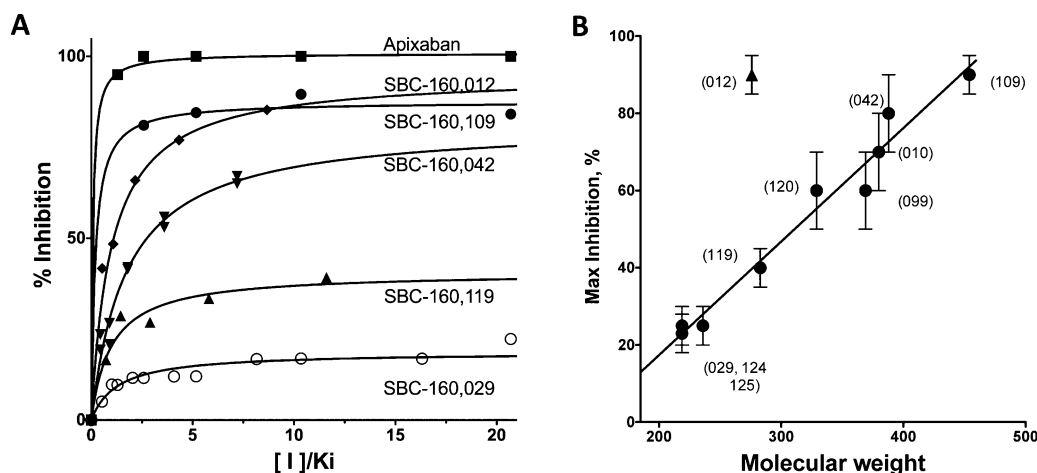 A
100
50
0
% Inhibition
Apixaban
SBC-160,012
SBC-160,109
SBC-160,042
SBC-160,119
SBC-160,029
0
5
10
15
20
[ I ]/Ki
B
100
80
60
40
20
0
Max Inhibition, %
(012)
(109)
(042)
(010)
(120)
(099)
(119)
(029, 124
125)
200
300
400
500
Molecular weight